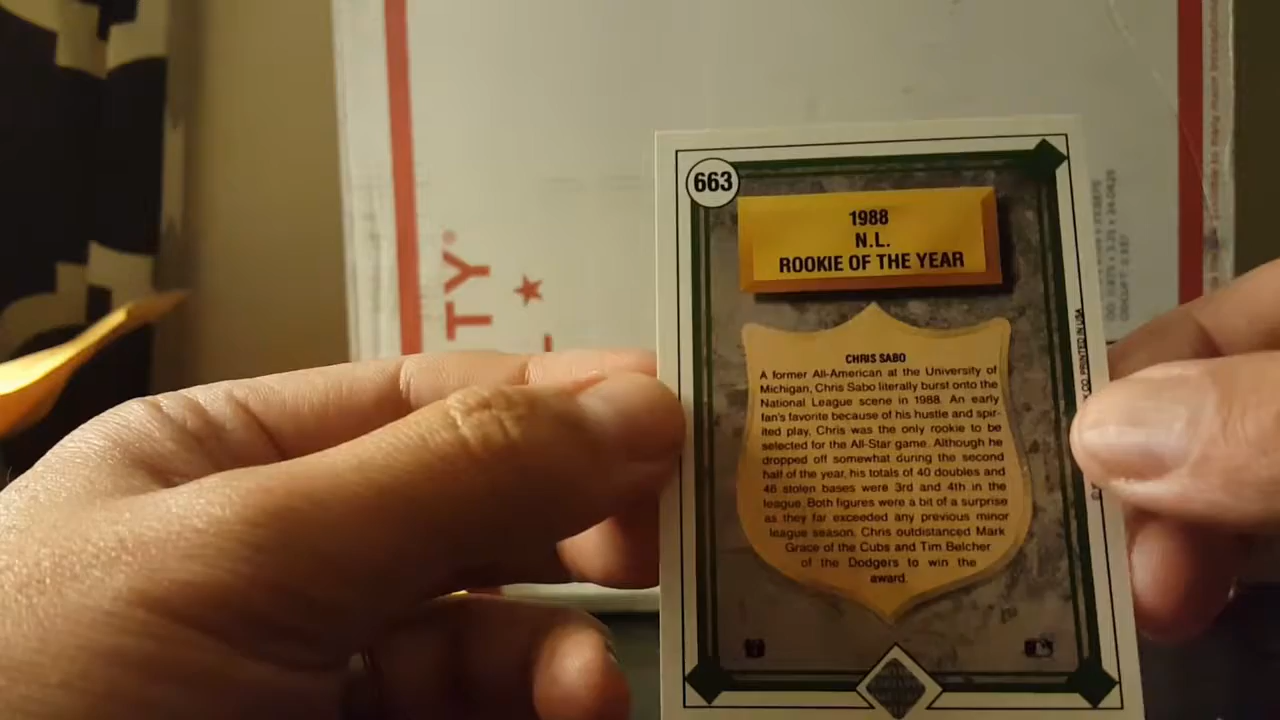 TY
663
1988
N.L.
ROOKIE OF THE YEAR
CHRIS SABO
A former All-American at the University of
Michigan, Chris Sabo literally burst onto the
National League scene in 1988. An early
fan's favorite because of his hustle and spir-
ited play, Chris was the only rookie to be
selected for the All-Star game. Although he
dropped off somewhat during the second
half of the year, his totals of 40 doubles and
46 stolen bases were 3rd and 4th in the
league. Both figures were a bit of a surprise
as they far exceeded any previous minor
league season. Chris outdistanced Mark
Grace of the Cubs and Tim Belcher
of the Dodgers to win the
award.
CO. PRINTED IN USA